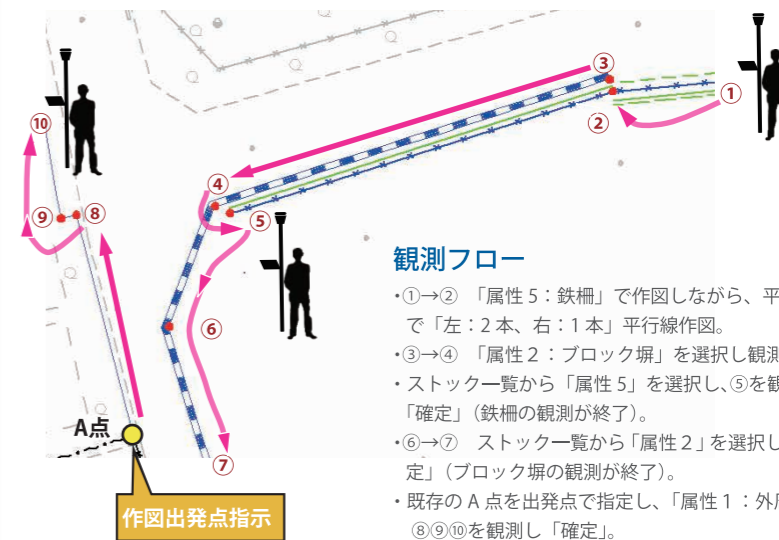 ③
①
②
⑩
④
⑨
⑧
⑤
⑥
A点
⑦
作図出発点指示
観測フロー
・①→② 「属性 5：鉄柵」で作図しながら、平
で「左：2 本、右：1 本」平行線作図。
・③→④ 「属性２：ブロック塀」を選択し観測
・ストック一覧から「属性 5」を選択し、⑤を観
「確定」（鉄柵の観測が終了）。
・⑥→⑦ ストック一覧から「属性２」を選択し
定」（ブロック塀の観測が終了）。
・既存の A 点を出発点で指定し、「属性１：外
⑧⑨⑩を観測し「確定」。